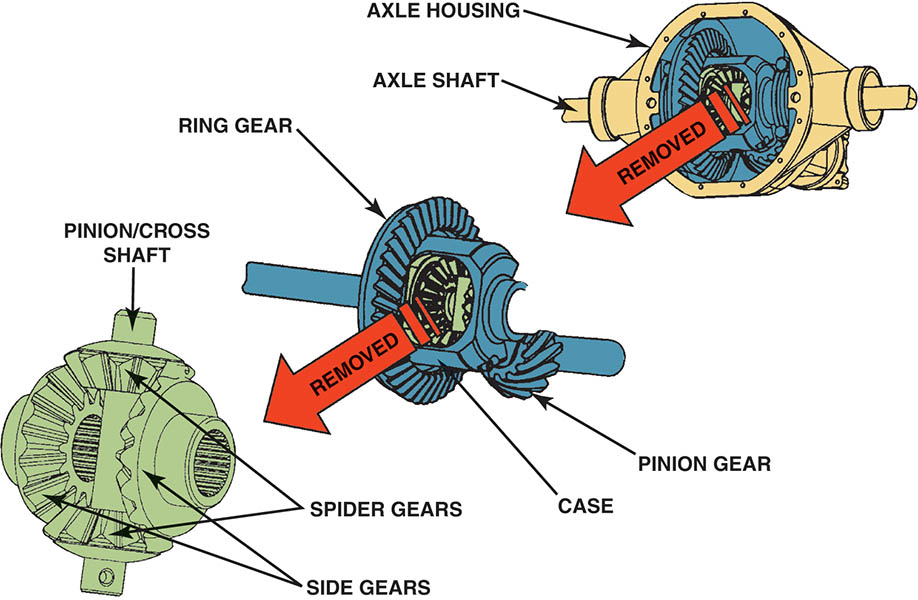 AXLE HOUSING
AXLE SHAFT
RING GEAR
REMOVED
PINION/CROSS
SHAFT
REMOVED
PINION GEAR
CASE
SPIDER GEARS
SIDE GEARS